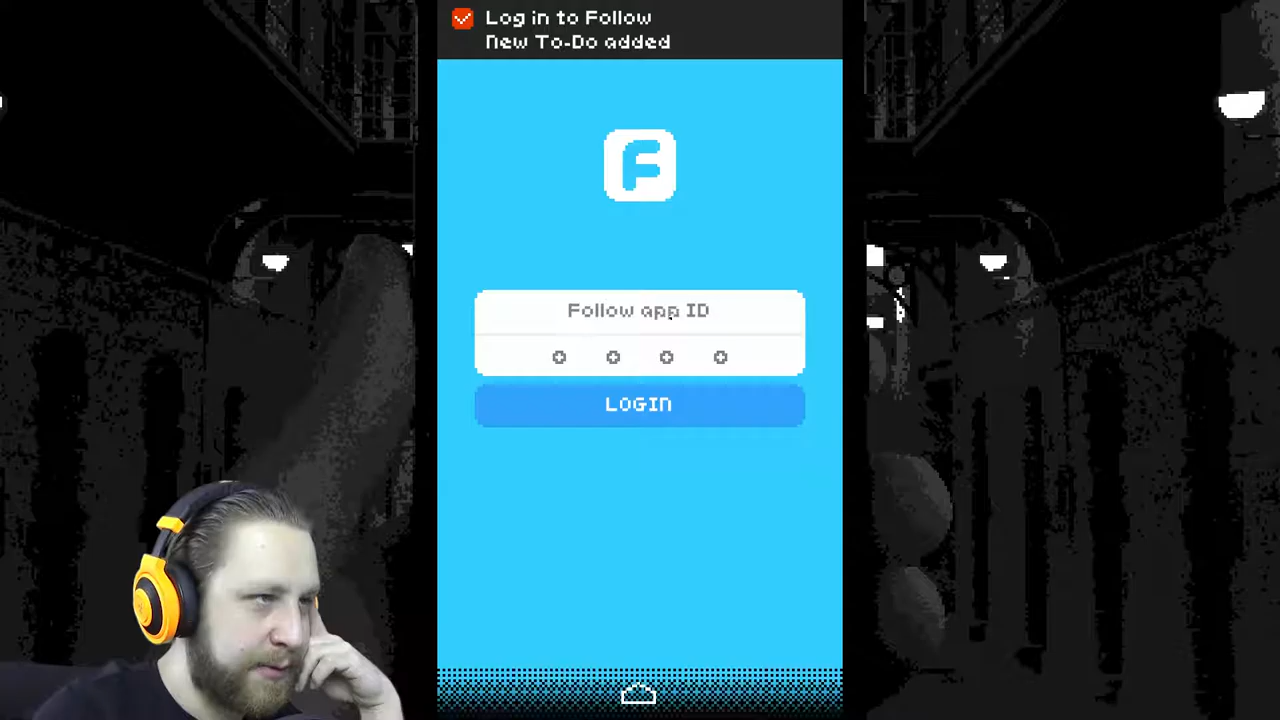 Log in to Follow
New To-Do added
F
Follow app ID
LOGIN